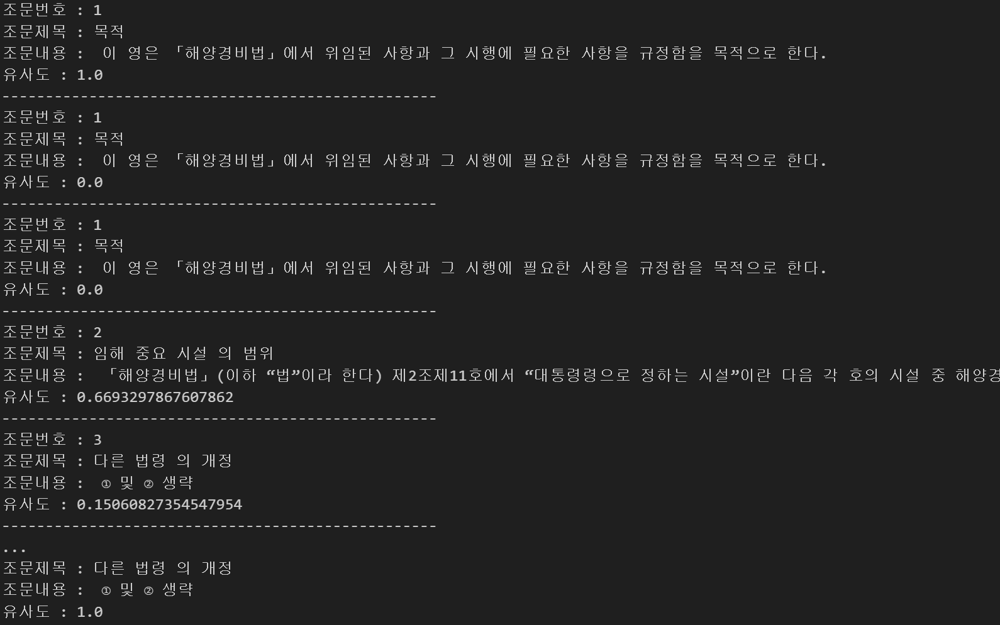 조문번호 : 1
조문제목 : 목적
조문내용 :  이 영은 「해양경비법」에서 위임된 사항과 그 시행에 필요한 사항을 규정함을 목적으로 한다.
유사도 : 1.0
---------------------------------------------------
조문번호 : 1
조문제목 : 목적
조문내용 :  이 영은 「해양경비법」에서 위임된 사항과 그 시행에 필요한 사항을 규정함을 목적으로 한다.
유사도 : 0.0
---------------------------------------------------
조문번호 : 1
조문제목 : 목적
조문내용 :  이 영은 「해양경비법」에서 위임된 사항과 그 시행에 필요한 사항을 규정함을 목적으로 한다.
유사도 : 0.0
---------------------------------------------------
조문번호 : 2
조문제목 : 임해 중요 시설 의 범위
조문내용 :  「해양경비법」(이하 “법”이라 한다) 제2조제11호에서 “대통령령으로 정하는 시설”이란 다음 각 호의 시설 중 해양경
유사도 : 0.6693297867607862
---------------------------------------------------
조문번호 : 3
조문제목 : 다른 법령 의 개정
조문내용 :  ① 및 ② 생략
유사도 : 0.15060827354547954
---------------------------------------------------
...
조문제목 : 다른 법령 의 개정
조문내용 :  ① 및 ② 생략
유사도 : 1.0